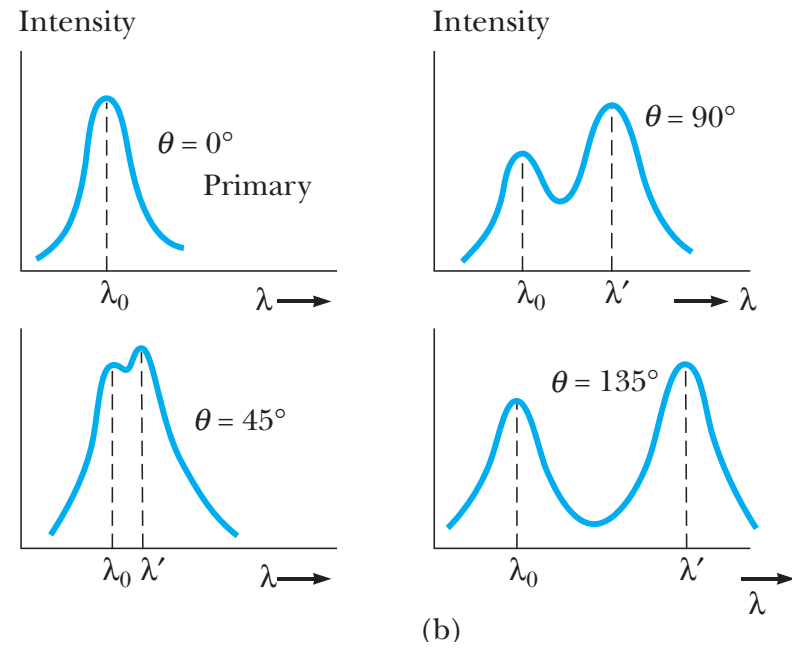 Intensity
θ = 0°
Primary
λ₀
λ
Intensity
θ = 90°
λ₀ λ′
λ
θ = 45°
λ₀ λ′
λ
θ = 135°
λ₀ λ′
λ
(b)